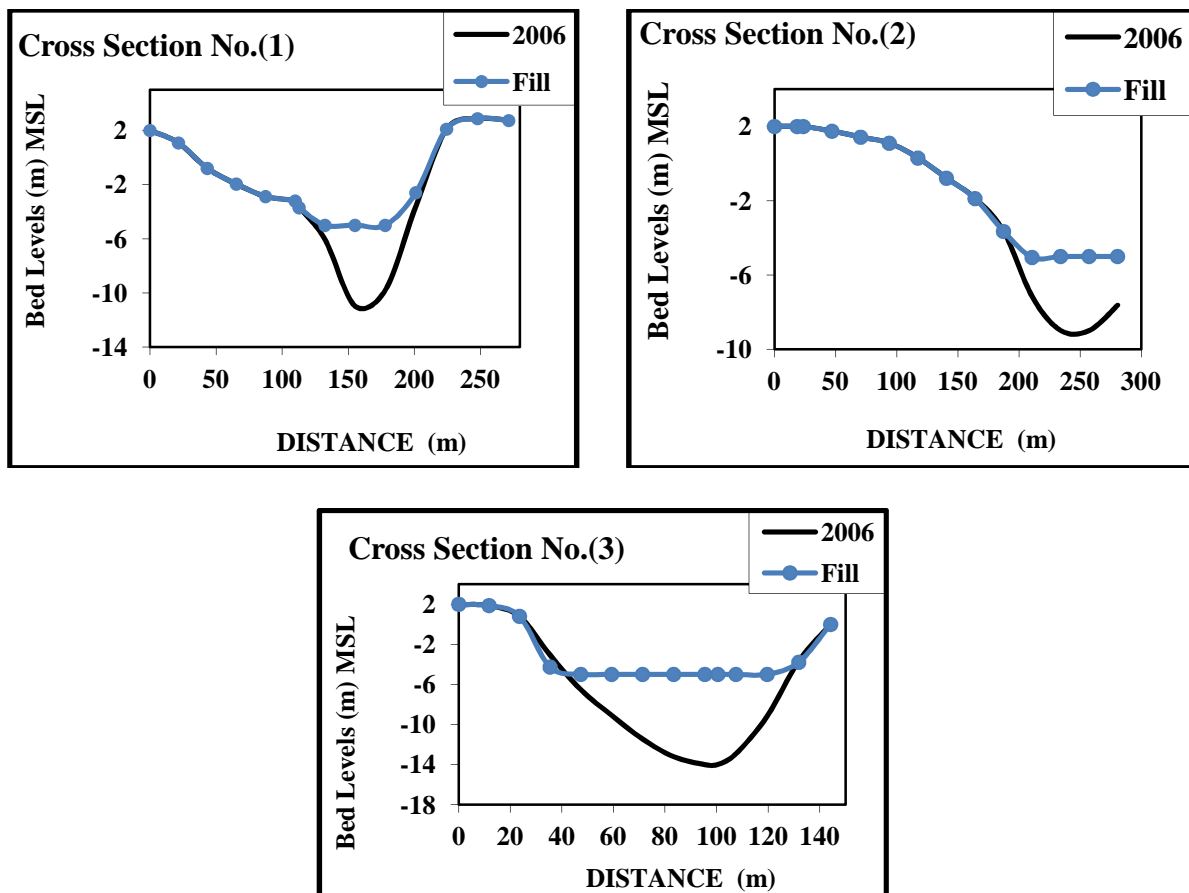 Cross Section No.(1)
2006
Fill
Bed Levels (m) MSL
2
-2
-6
-10
-14
0 50 100 150 200 250
DISTANCE (m)
Cross Section No.(2)
2006
Fill
Bed Levels (m) MSL
2
-2
-6
-10
0 50 100 150 200 250 300
DISTANCE (m)
Cross Section No.(3)
2006
Fill
Bed Levels (m) MSL
2
-2
-6
-10
-14
-18
0 20 40 60 80 100 120 140
DISTANCE (m)